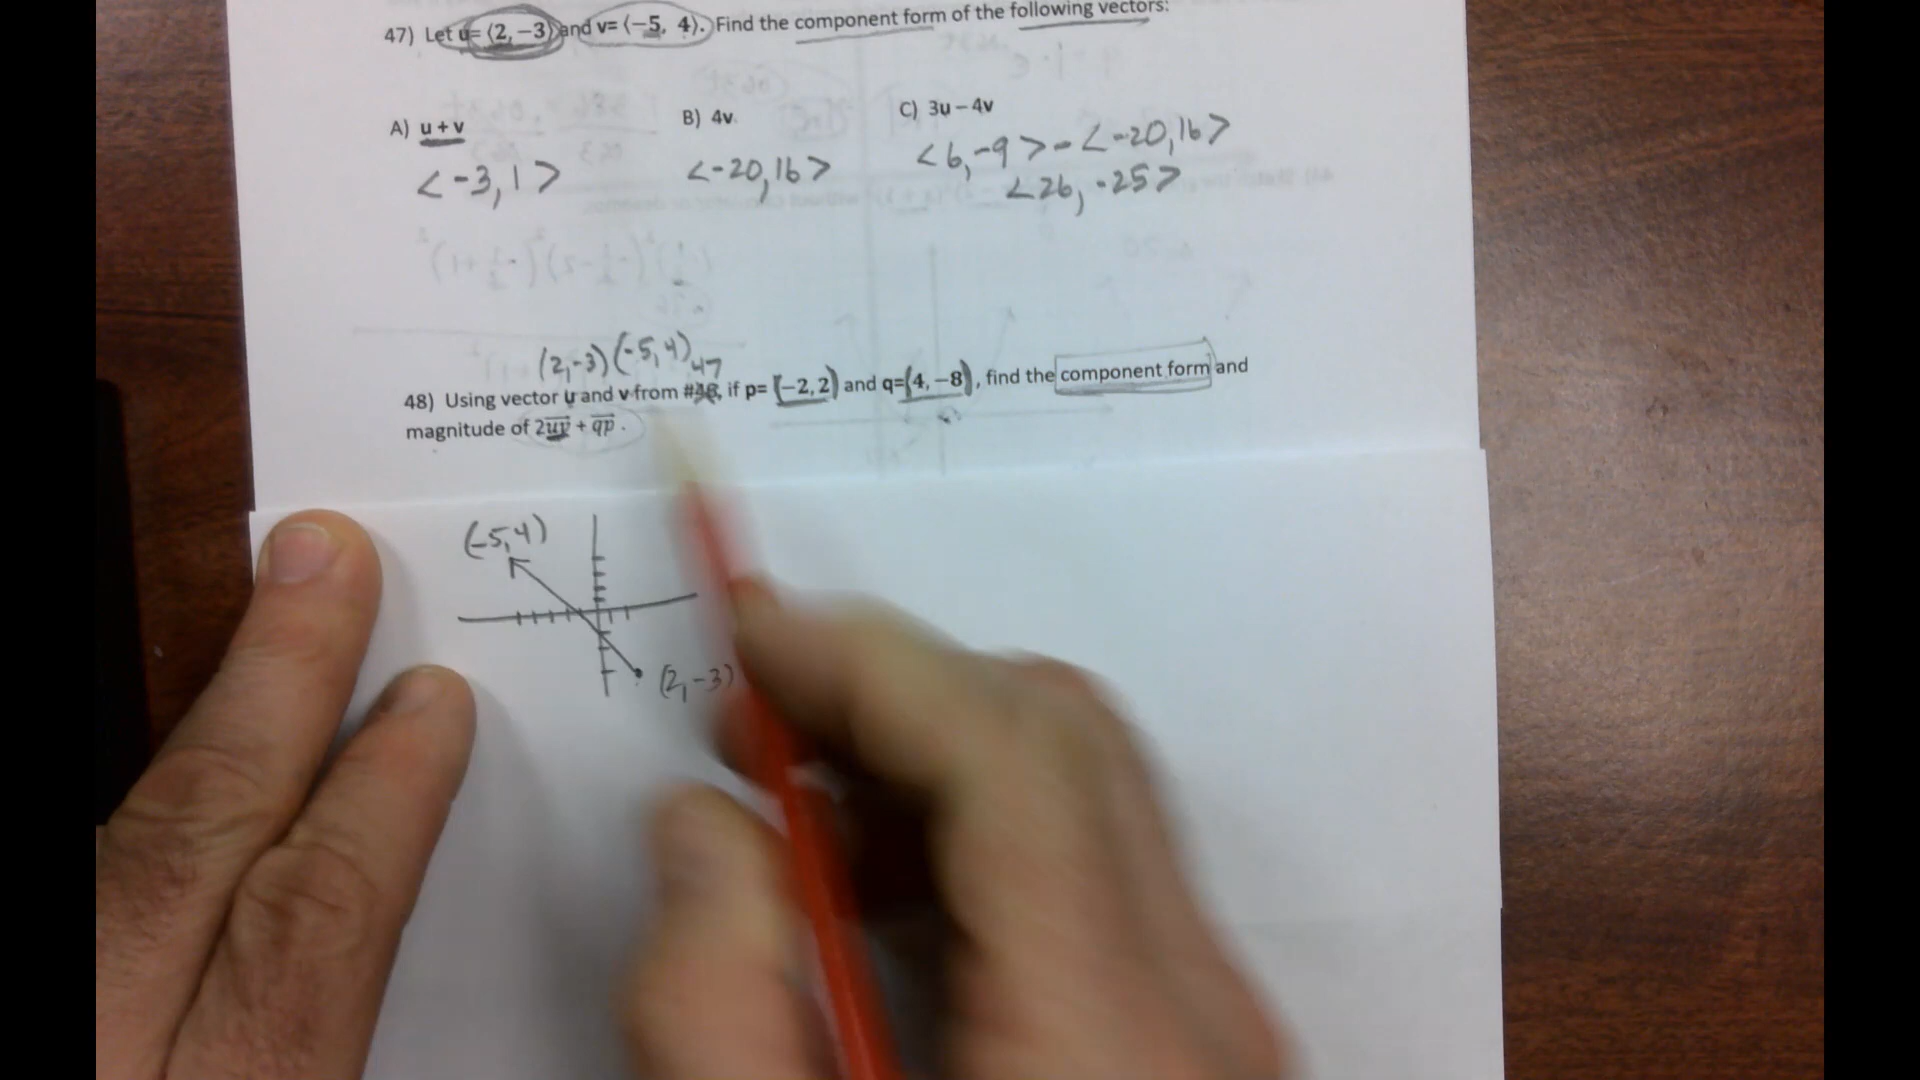 47) Let u= ⟨2, −3⟩ and v= ⟨−5, 4⟩. Find the component form of the following vectors:
A) u + v B) 4v C) 3u − 4v
<-3, 1> <-20, 16> <6, -9> - <-20, 16>
<26, -25>
(2, -3) (-5, 4) 47
48) Using vector u and v from #48, if p= (−2, 2) and q=(4, −8), find the component form and
magnitude of 2uv + qp .
(-5, 4)
(2, -3)